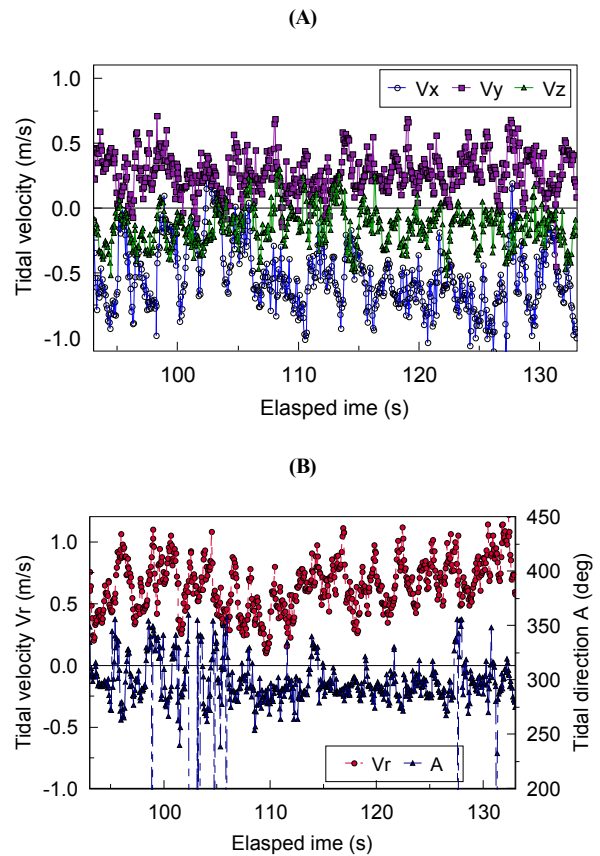 (A)
Vx Vy Vz
1.0
0.5
0.0
-0.5
-1.0
Tidal velocity (m/s)
100 110 120 130
Elasped ime (s)
(B)
1.0
0.5
0.0
-0.5
-1.0
Tidal velocity Vr (m/s)
Vr A
450
400
350
300
250
200
Tidal direction A (deg)
100 110 120 130
Elasped ime (s)